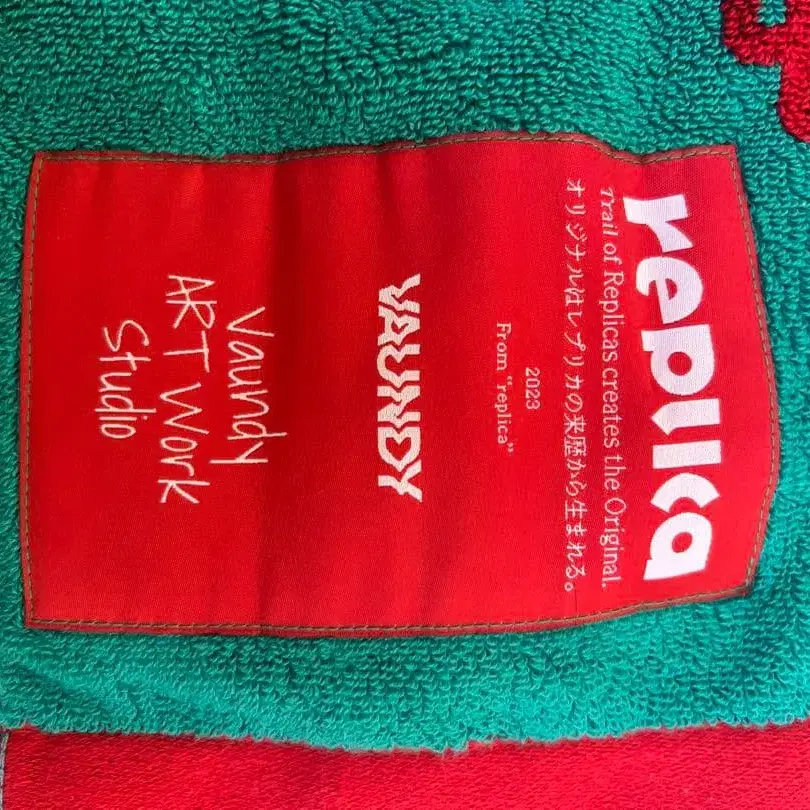 replica
Trail of Replicas creates the Original.
オリジナルはレプリカの来歴から生まれる。
2023
From "replica"
VAUNDY
Vaundy
ART Work
Studio